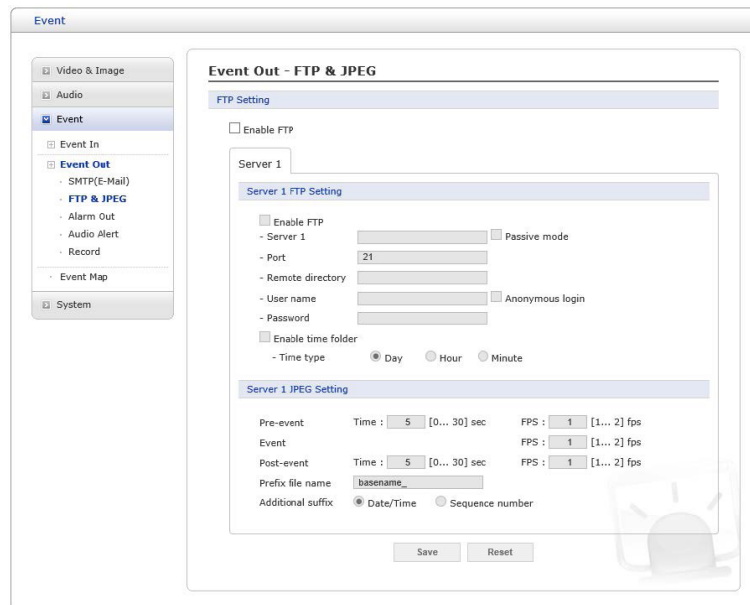 Event
Video & Image
Audio
Event
Event In
Event Out
SMTP(E-Mail)
FTP & JPEG
Alarm Out
Audio Alert
Record
Event Map
System
Event Out - FTP & JPEG
FTP Setting
Enable FTP
Server 1
Server 1 FTP Setting
Enable FTP
- Server 1 Passive mode
- Port 21
- Remote directory
- User name Anonymous login
- Password
Enable time folder
- Time type Day Hour Minute
Server 1 JPEG Setting
Pre-event Time : 5 [0... 30] sec FPS : 1 [1... 2] fps
Event FPS : 1 [1... 2] fps
Post-event Time : 5 [0... 30] sec FPS : 1 [1... 2] fps
Prefix file name basename_
Additional suffix Date/Time Sequence number
Save Reset